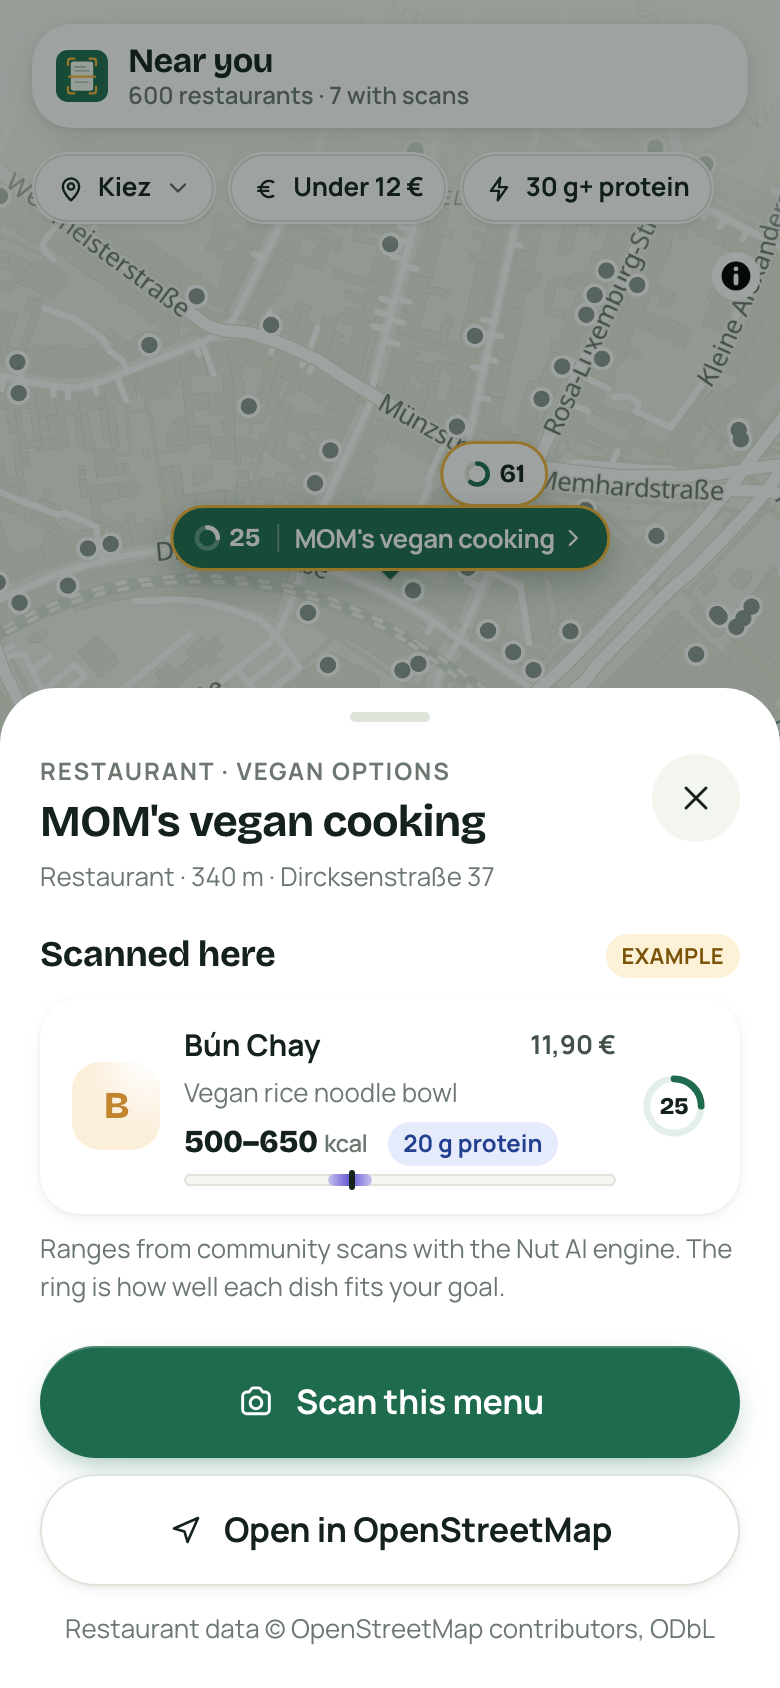 Near you
600 restaurants · 7 with scans
Kiez
€ Under 12 €
30 g+ protein
meisterstraße
Rosa-Luxemburg-Str
Kleine Alexander
Münzstr
61
Memhardstraße
25 MOM's vegan cooking
RESTAURANT · VEGAN OPTIONS
MOM's vegan cooking
Restaurant · 340 m · Dircksenstraße 37
Scanned here
EXAMPLE
Bún Chay
11,90 €
Vegan rice noodle bowl
B
25
500–650 kcal
20 g protein
Ranges from community scans with the Nut AI engine. The
ring is how well each dish fits your goal.
Scan this menu
Open in OpenStreetMap
Restaurant data © OpenStreetMap contributors, ODbL